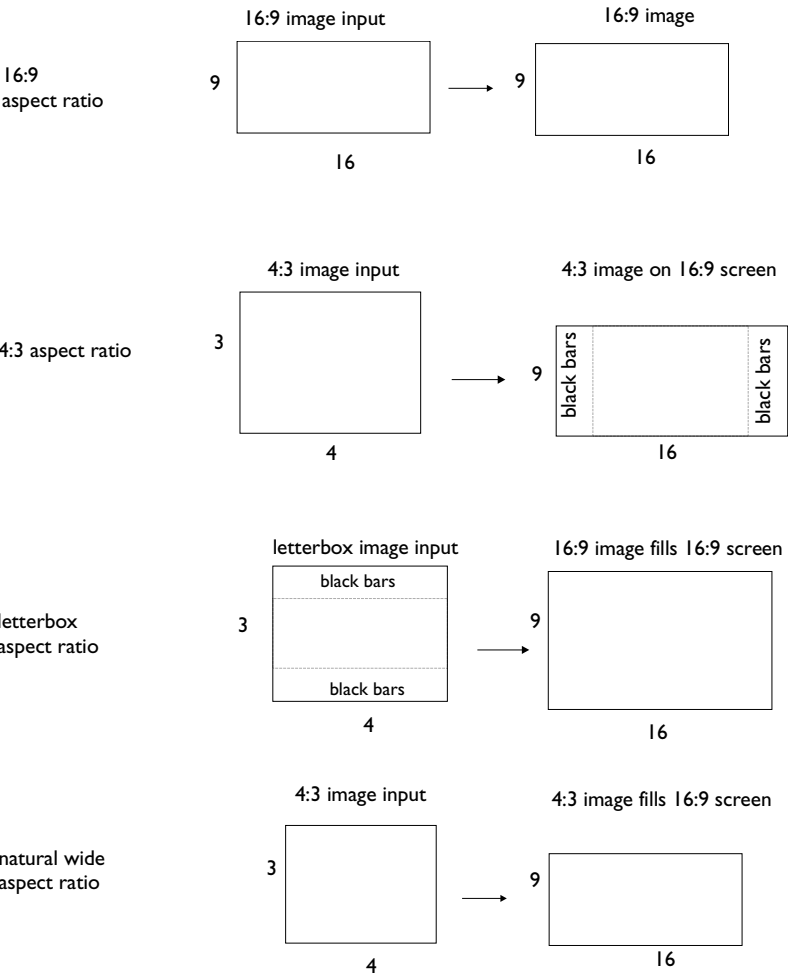 16:9 image input
16:9 image
16:9
aspect ratio
9
9
16
16
4:3 image input
4:3 image on 16:9 screen
4:3 aspect ratio
3
9
black bars
black bars
4
16
letterbox image input
16:9 image fills 16:9 screen
black bars
letterbox
aspect ratio
3
9
black bars
4
16
4:3 image input
4:3 image fills 16:9 screen
natural wide
aspect ratio
3
9
4
16